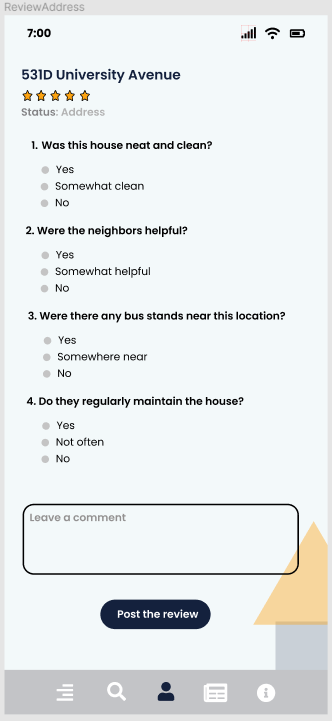 ReviewAddress
7:00
531D University Avenue
Status: Address
1. Was this house neat and clean?
Yes
Somewhat clean
No
2. Were the neighbors helpful?
Yes
Somewhat helpful
No
3. Were there any bus stands near this location?
Yes
Somewhere near
No
4. Do they regularly maintain the house?
Yes
Not often
No
Leave a comment
Post the review